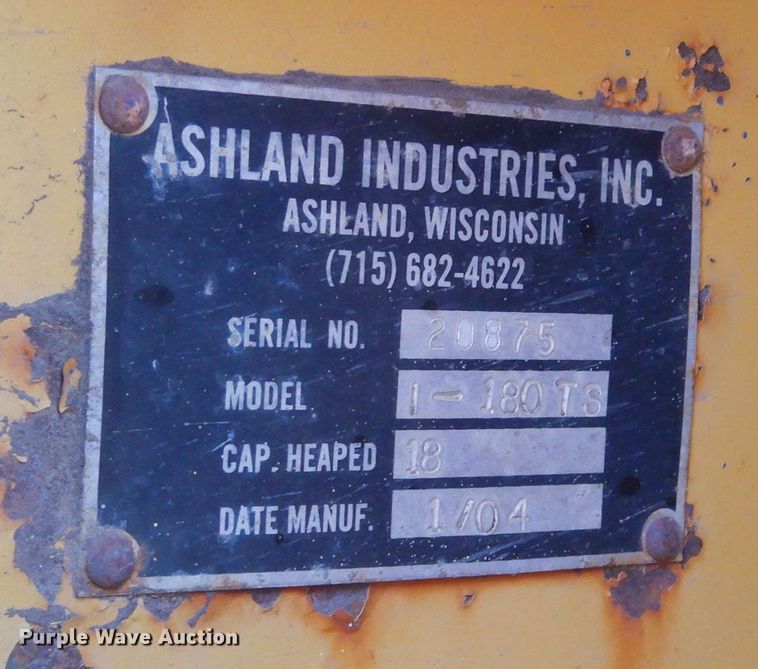 ASHLAND INDUSTRIES, INC.
ASHLAND, WISCONSIN
(715) 682-4622
SERIAL NO. 20875
MODEL I-180TS
CAP. HEAPED 18
DATE MANUF. 1/04
Purple Wave Auction